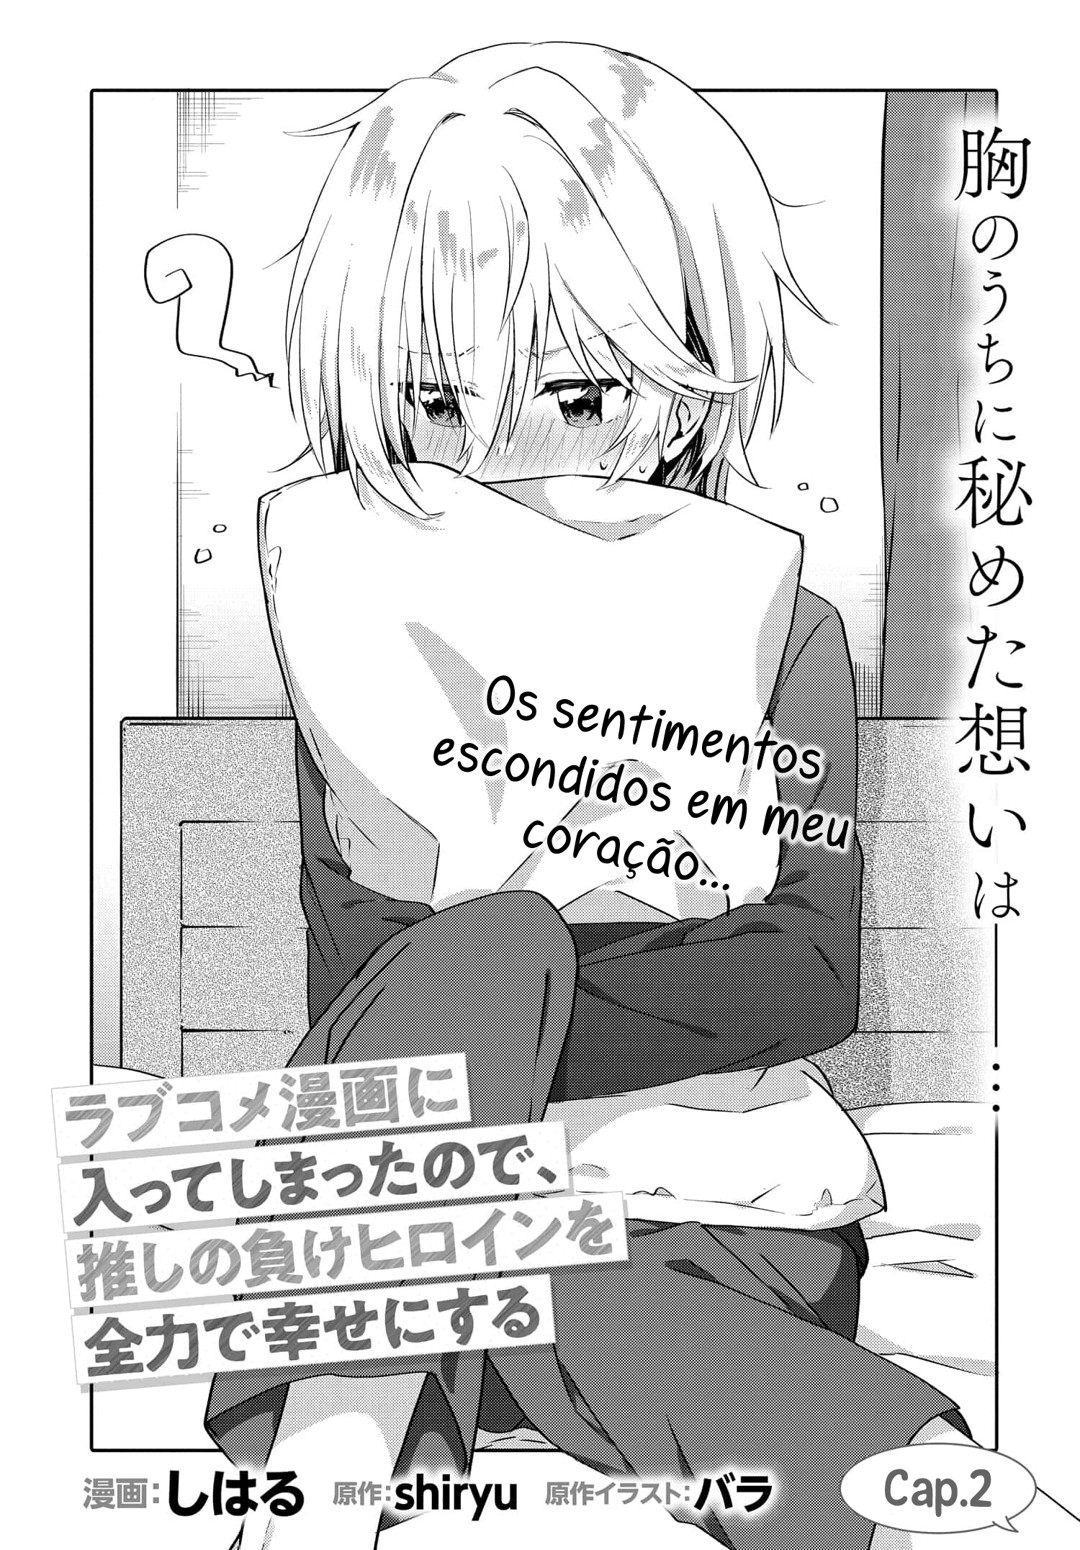 胸のうちに秘めた想いは──…
Os sentimentos
escondidos em meu
coração...
ラブコメ漫画に
入ってしまったので、
推しの負けヒロインを
全力で幸せにする
漫画:しはる 原作:shiryu 原作イラスト:バラ
Cap.2